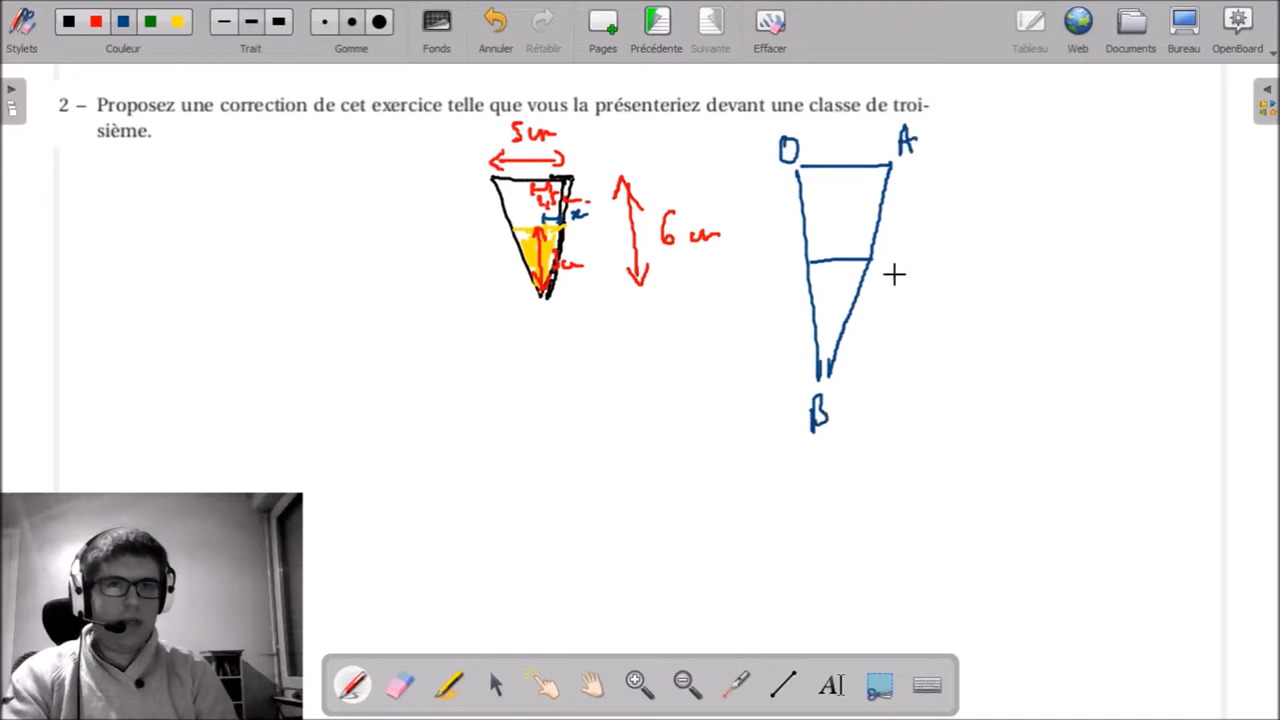 Stylets
Couleur
Trait
Gomme
Fonds
Annuler
Rétablir
Pages
Précédente
Suivante
Effacer
Tableau
Web
Documents
Bureau
OpenBoard
2 – Proposez une correction de cet exercice telle que vous la présenteriez devant une classe de troi-
sième.
5 cm
O
A
x
6 cm
cm
B
AI